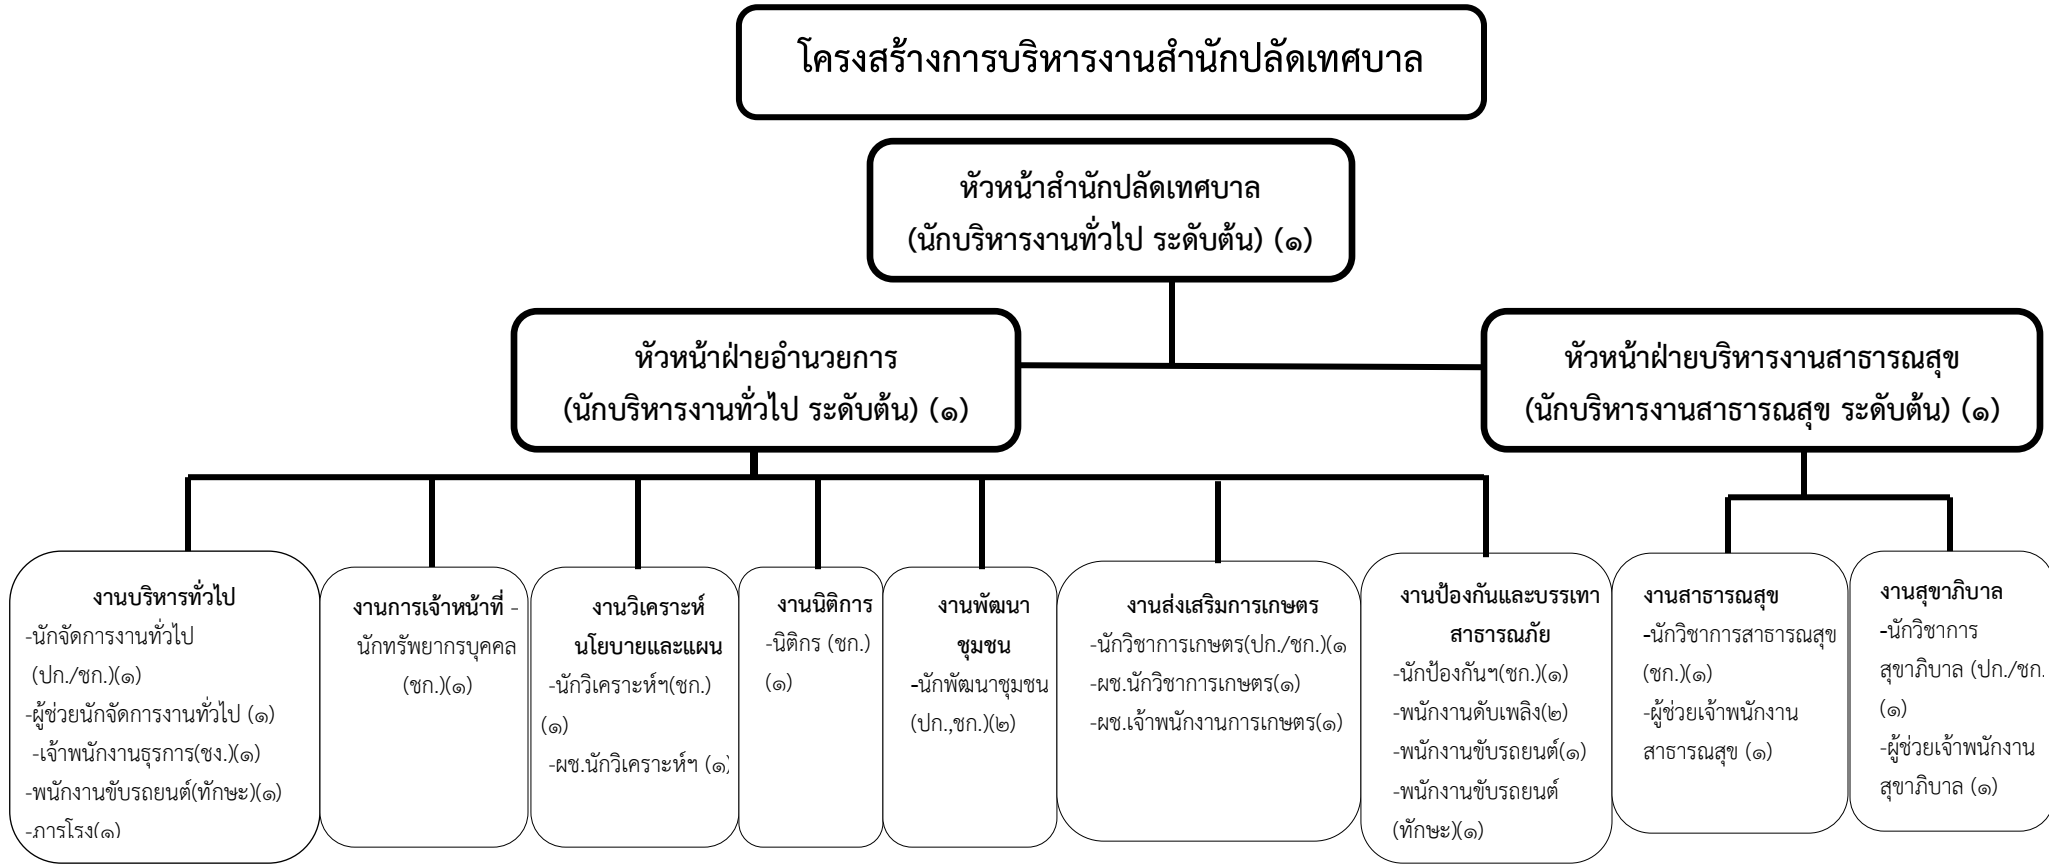 โครงสร้างการบริหารงานสำนักปลัดเทศบาล
หัวหน้าสำนักปลัดเทศบาล
(นักบริหารงานทั่วไป ระดับต้น) (๑)
หัวหน้าฝ่ายอำนวยการ
(นักบริหารงานทั่วไป ระดับต้น) (๑)
หัวหน้าฝ่ายบริหารงานสาธารณสุข
(นักบริหารงานสาธารณสุข ระดับต้น) (๑)
งานบริหารทั่วไป
-นักจัดการงานทั่วไป
(ปก./ชก.)(๑)
-ผู้ช่วยนักจัดการงานทั่วไป (๑)
-เจ้าพนักงานธุรการ(ชง.)(๑)
-พนักงานขับรถยนต์(ทักษะ)(๑)
-ภารโรง(๑)
งานการเจ้าหน้าที่ -
นักทรัพยากรบุคคล
(ชก.)(๑)
งานวิเคราะห์
นโยบายและแผน
-นักวิเคราะห์ฯ(ชก.)
(๑)
-ผช.นักวิเคราะห์ฯ (๑)
งานนิติการ
-นิติกร (ชก.)
(๑)
งานพัฒนา
ชุมชน
-นักพัฒนาชุมชน
(ปก.,ชก.)(๒)
งานส่งเสริมการเกษตร
-นักวิชาการเกษตร(ปก./ชก.)(๑
-ผช.นักวิชาการเกษตร(๑)
-ผช.เจ้าพนักงานการเกษตร(๑)
งานป้องกันและบรรเทา
สาธารณภัย
-นักป้องกันฯ(ชก.)(๑)
-พนักงานดับเพลิง(๒)
-พนักงานขับรถยนต์(๑)
-พนักงานขับรถยนต์
(ทักษะ)(๑)
งานสาธารณสุข
-นักวิชาการสาธารณสุข
(ชก.)(๑)
-ผู้ช่วยเจ้าพนักงาน
สาธารณสุข (๑)
งานสุขาภิบาล
-นักวิชาการ
สุขาภิบาล (ปก./ชก.
(๑)
-ผู้ช่วยเจ้าพนักงาน
สุขาภิบาล (๑)